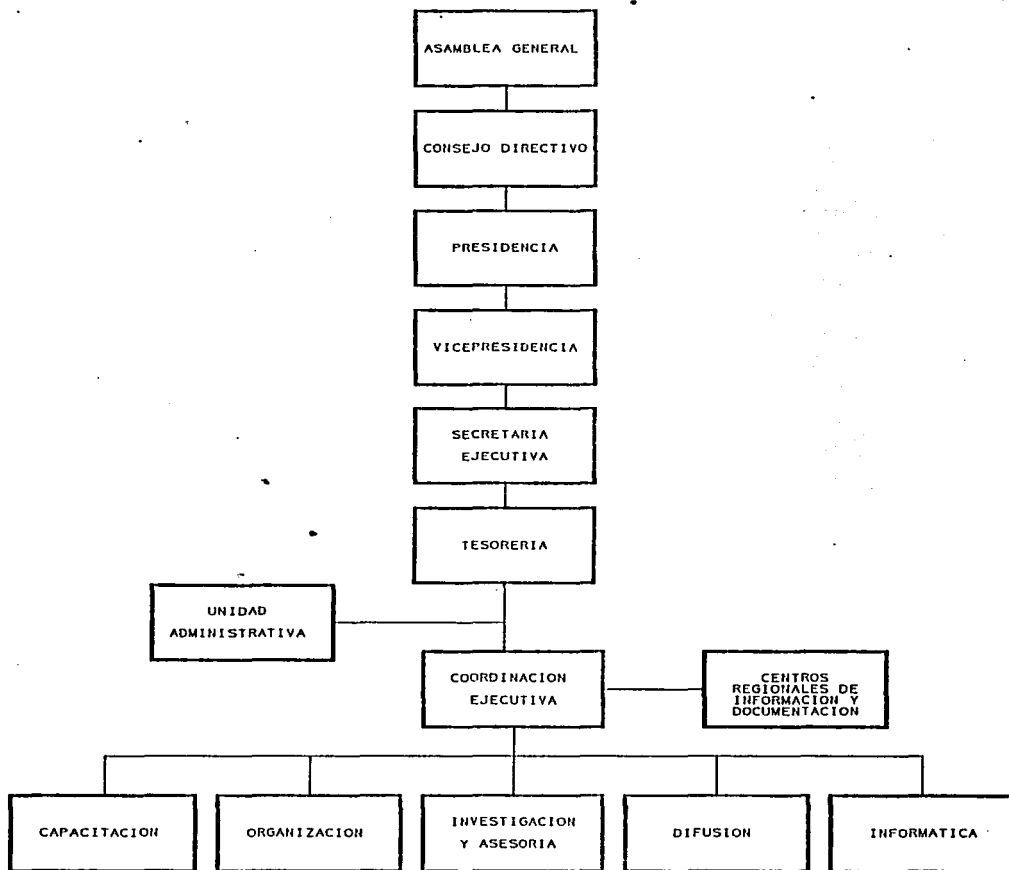 ASAMBLEA GENERAL
CONSEJO DIRECTIVO
PRESIDENCIA
VICEPRESIDENCIA
SECRETARIA
EJECUTIVA
TESORERIA
UNIDAD
ADMINISTRATIVA
COORDINACION
EJECUTIVA
CENTROS
REGIONALES DE
INFORMACION Y
DOCUMENTACION
CAPACITACION
ORGANIZACION
INVESTIGACION
Y ASESORIA
DIFUSION
INFORMATICA